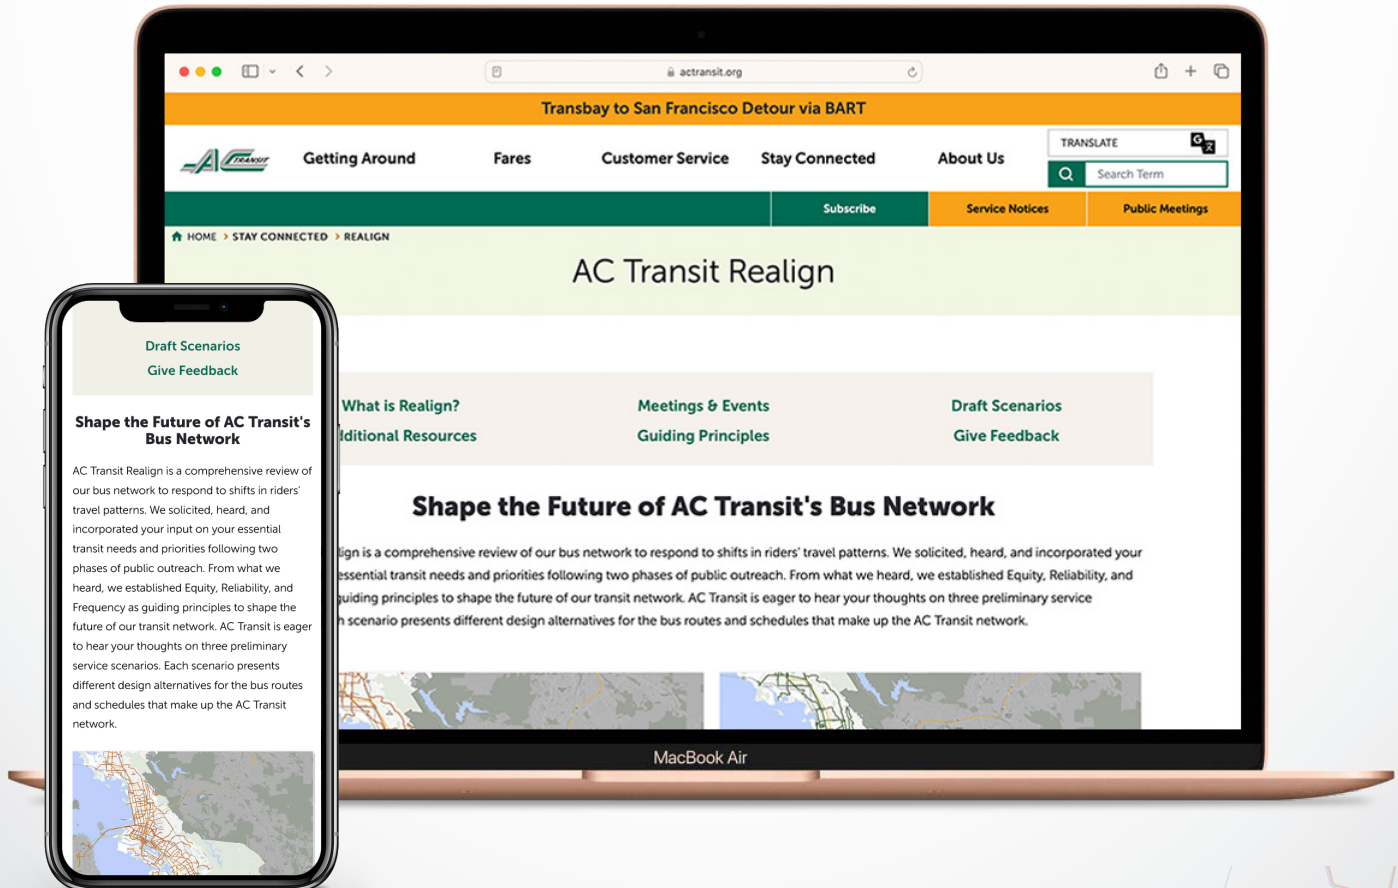 actransit.org
Transbay to San Francisco Detour via BART
AC TRANSIT
Getting Around
Fares
Customer Service
Stay Connected
About Us
TRANSLATE
G
Search Term
Subscribe
Service Notices
Public Meetings
HOME > STAY CONNECTED > REALIGN
AC Transit Realign
What is Realign?
Meetings & Events
Draft Scenarios
dditional Resources
Guiding Principles
Give Feedback
Shape the Future of AC Transit's Bus Network
lign is a comprehensive review of our bus network to respond to shifts in riders' travel patterns. We solicited, heard, and incorporated your
essential transit needs and priorities following two phases of public outreach. From what we heard, we established Equity, Reliability, and
guiding principles to shape the future of our transit network. AC Transit is eager to hear your thoughts on three preliminary service
h scenario presents different design alternatives for the bus routes and schedules that make up the AC Transit network.
MacBook Air
Draft Scenarios
Give Feedback
Shape the Future of AC Transit's
Bus Network
AC Transit Realign is a comprehensive review of
our bus network to respond to shifts in riders'
travel patterns. We solicited, heard, and
incorporated your input on your essential
transit needs and priorities following two
phases of public outreach. From what we
heard, we established Equity, Reliability, and
Frequency as guiding principles to shape the
future of our transit network. AC Transit is eager
to hear your thoughts on three preliminary
service scenarios. Each scenario presents
different design alternatives for the bus routes
and schedules that make up the AC Transit
network.